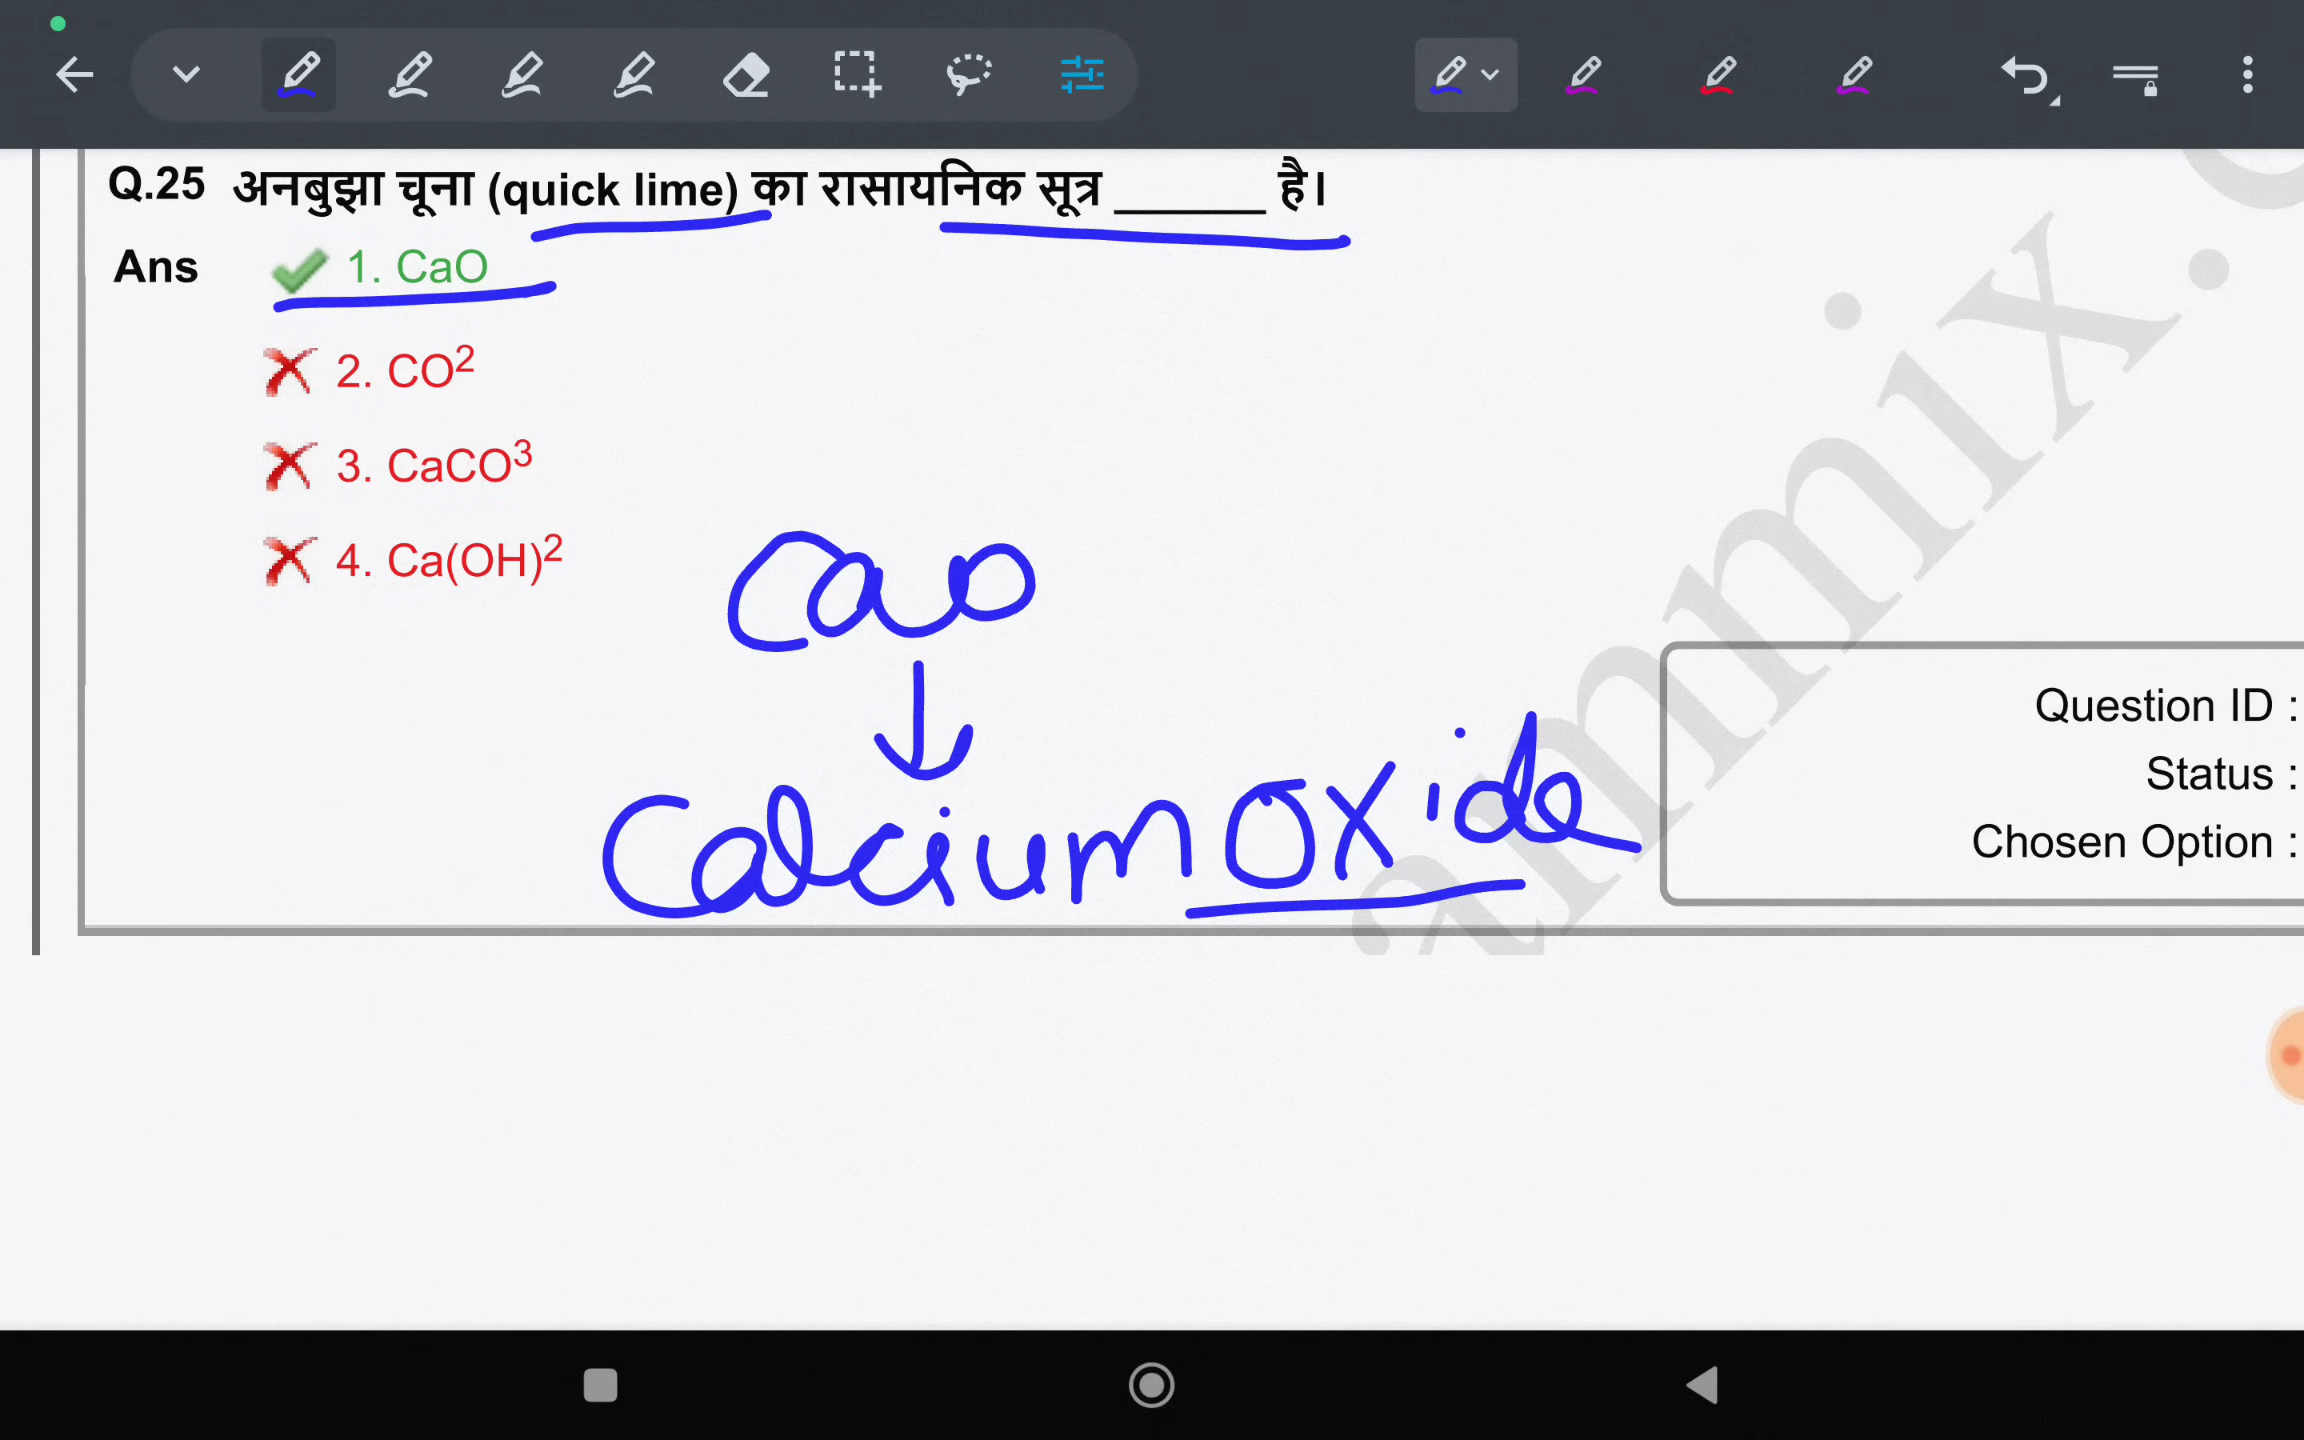 Q.25 अनबुझा चूना (quick lime) का रासायनिक सूत्र ______ है।
Ans 1. CaO
2. CO²
3. CaCO³
4. Ca(OH)²
Cao
Calcium Oxide
Question ID :
Status :
Chosen Option :
ammix.